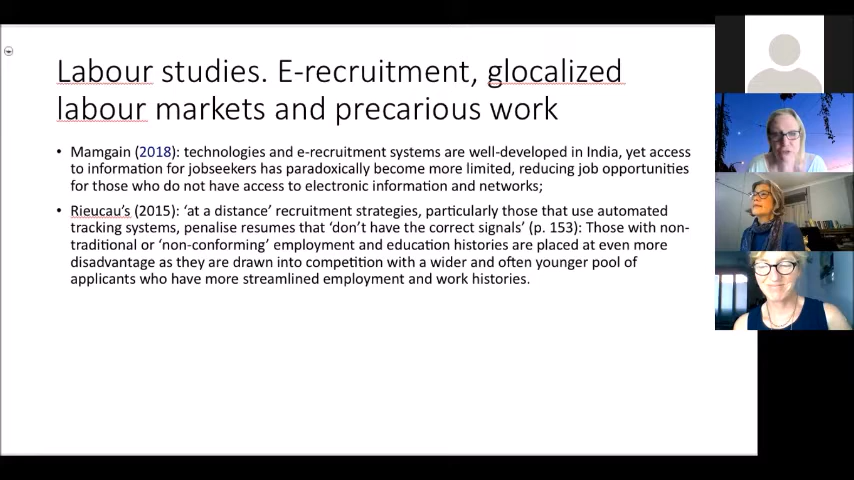 Labour studies. E-recruitment, glocalized
labour markets and precarious work
• Mamgain (2018): technologies and e-recruitment systems are well-developed in India, yet access
to information for jobseekers has paradoxically become more limited, reducing job opportunities
for those who do not have access to electronic information and networks;
• Rieucau's (2015): 'at a distance' recruitment strategies, particularly those that use automated
tracking systems, penalise resumes that 'don't have the correct signals' (p. 153): Those with non-
traditional or 'non-conforming' employment and education histories are placed at even more
disadvantage as they are drawn into competition with a wider and often younger pool of
applicants who have more streamlined employment and work histories.